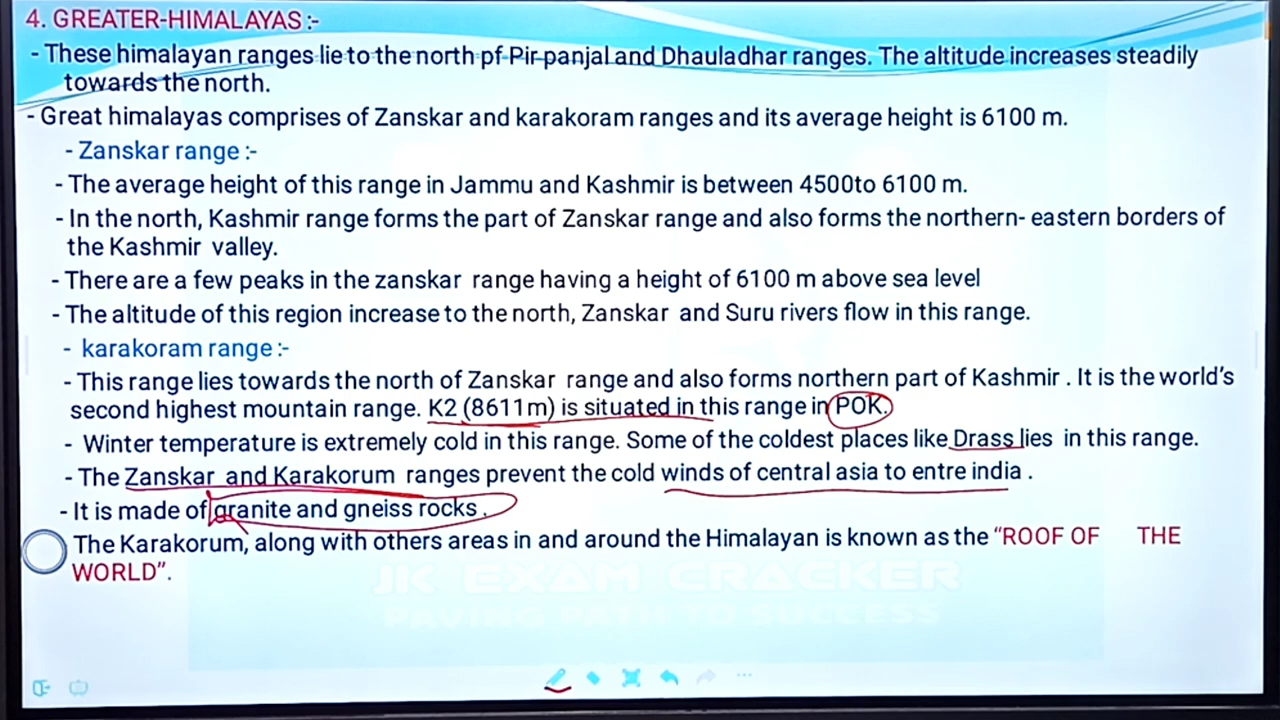 4. GREATER-HIMALAYAS :-
- These himalayan ranges lie to the north pf Pir panjal and Dhauladhar ranges. The altitude increases steadily
towards the north.
- Great himalayas comprises of Zanskar and karakoram ranges and its average height is 6100 m.
- Zanskar range :-
- The average height of this range in Jammu and Kashmir is between 4500to 6100 m.
- In the north, Kashmir range forms the part of Zanskar range and also forms the northern- eastern borders of
the Kashmir valley.
- There are a few peaks in the zanskar range having a height of 6100 m above sea level
- The altitude of this region increase to the north, Zanskar and Suru rivers flow in this range.
- karakoram range :-
- This range lies towards the north of Zanskar range and also forms northern part of Kashmir . It is the world's
second highest mountain range. K2 (8611m) is situated in this range in POK.
- Winter temperature is extremely cold in this range. Some of the coldest places like Drass lies in this range.
- The Zanskar and Karakorum ranges prevent the cold winds of central asia to entre india .
- It is made of granite and gneiss rocks .
The Karakorum, along with others areas in and around the Himalayan is known as the "ROOF OF THE
WORLD".
JK EXAM CRACKER
PAVING PATH TO SUCCESS